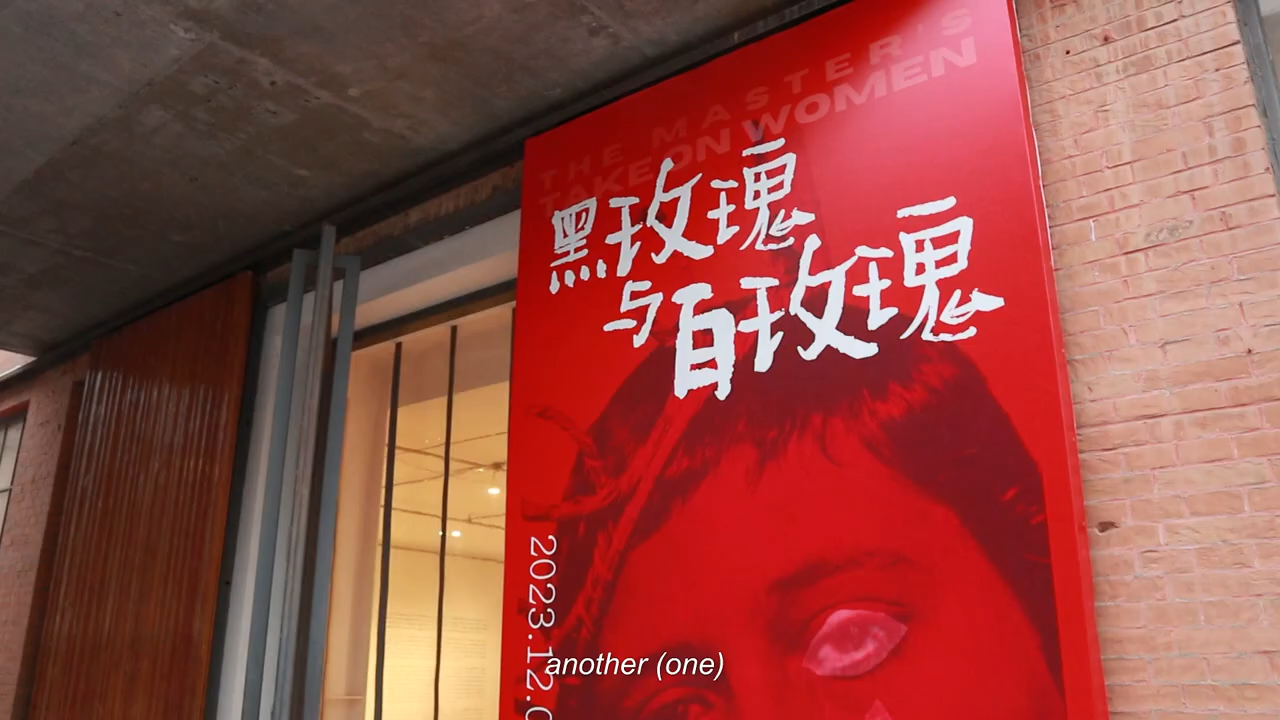 THE MASTER'S
TAKE ON WOMEN
黑玫瑰
与白玫瑰
2023.12.0
another (one)